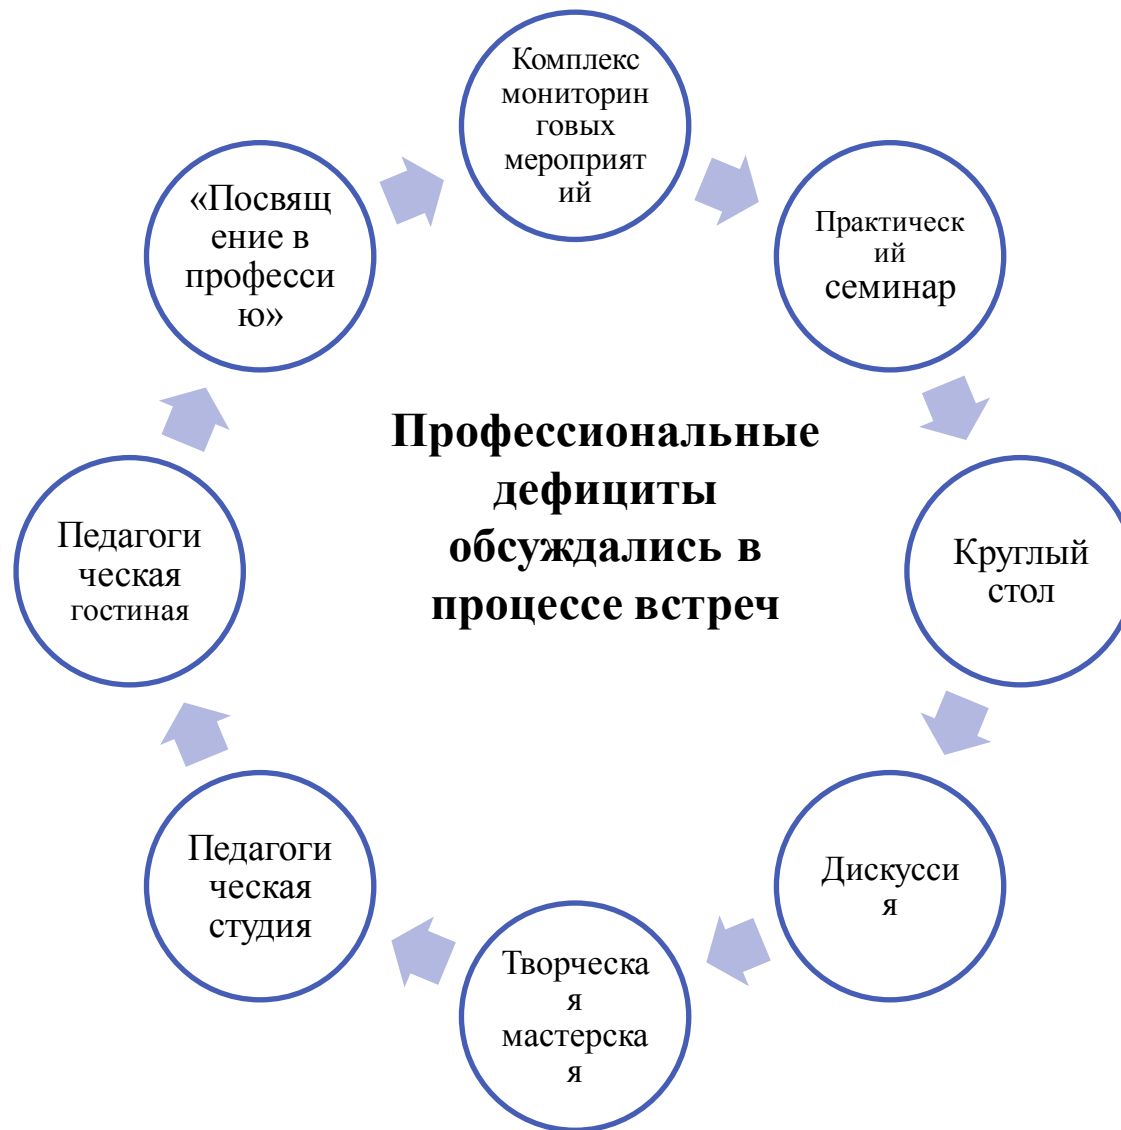 Комплекс
мониторин
говых
мероприят
ий
Практическ
ий
семинар
Круглый
стол
Дискусси
я
Творческа
я
мастерска
я
Педагоги
ческая
студия
Педагоги
ческая
гостиная
«Посвящ
ение в
професси
ю»
Профессиональные
дефициты
обсуждались в
процессе встреч